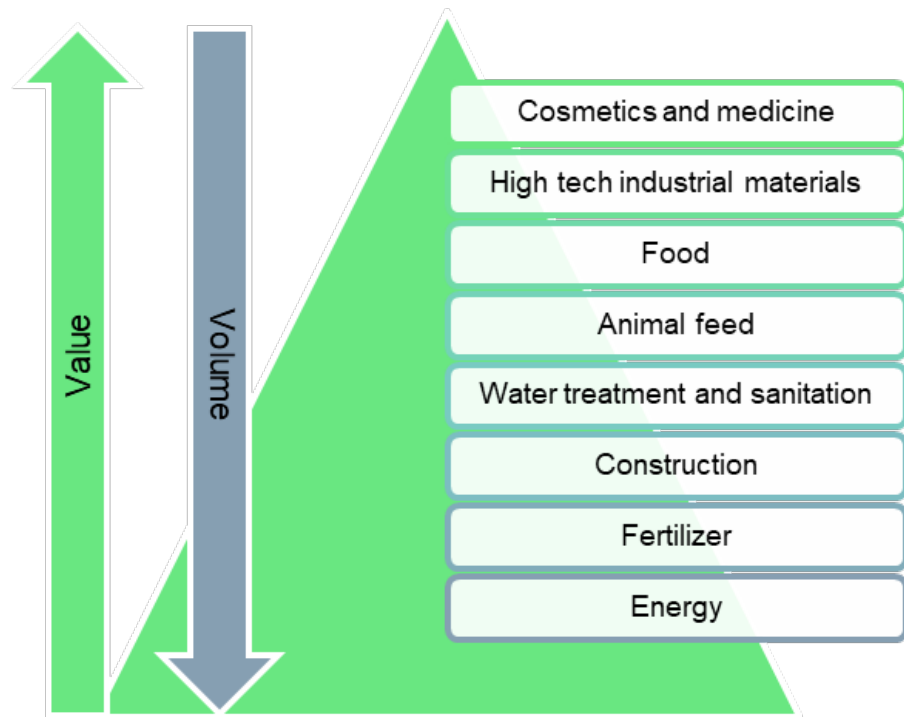 Value
Volume
Cosmetics and medicine
High tech industrial materials
Food
Animal feed
Water treatment and sanitation
Construction
Fertilizer
Energy